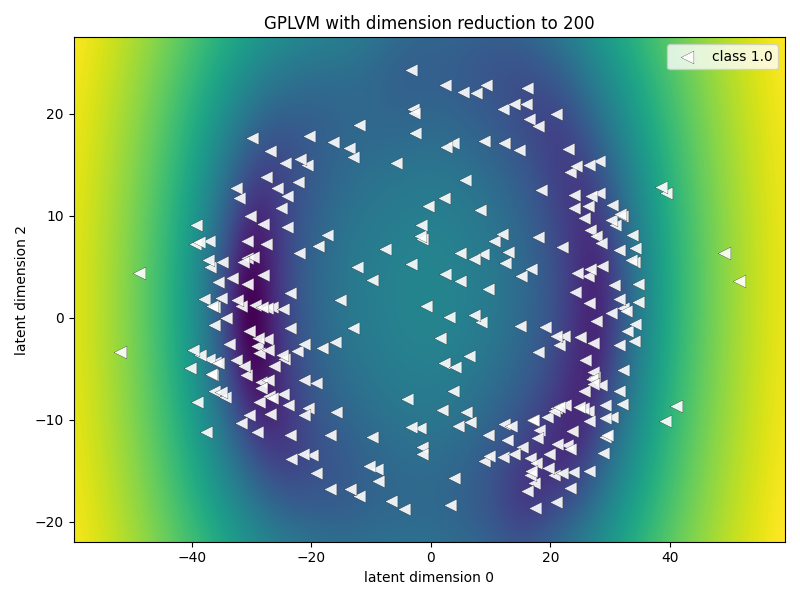 GPLVM with dimension reduction to 200
class 1.0
latent dimension 2
20
10
0
−10
−20
−40
−20
0
20
40
latent dimension 0